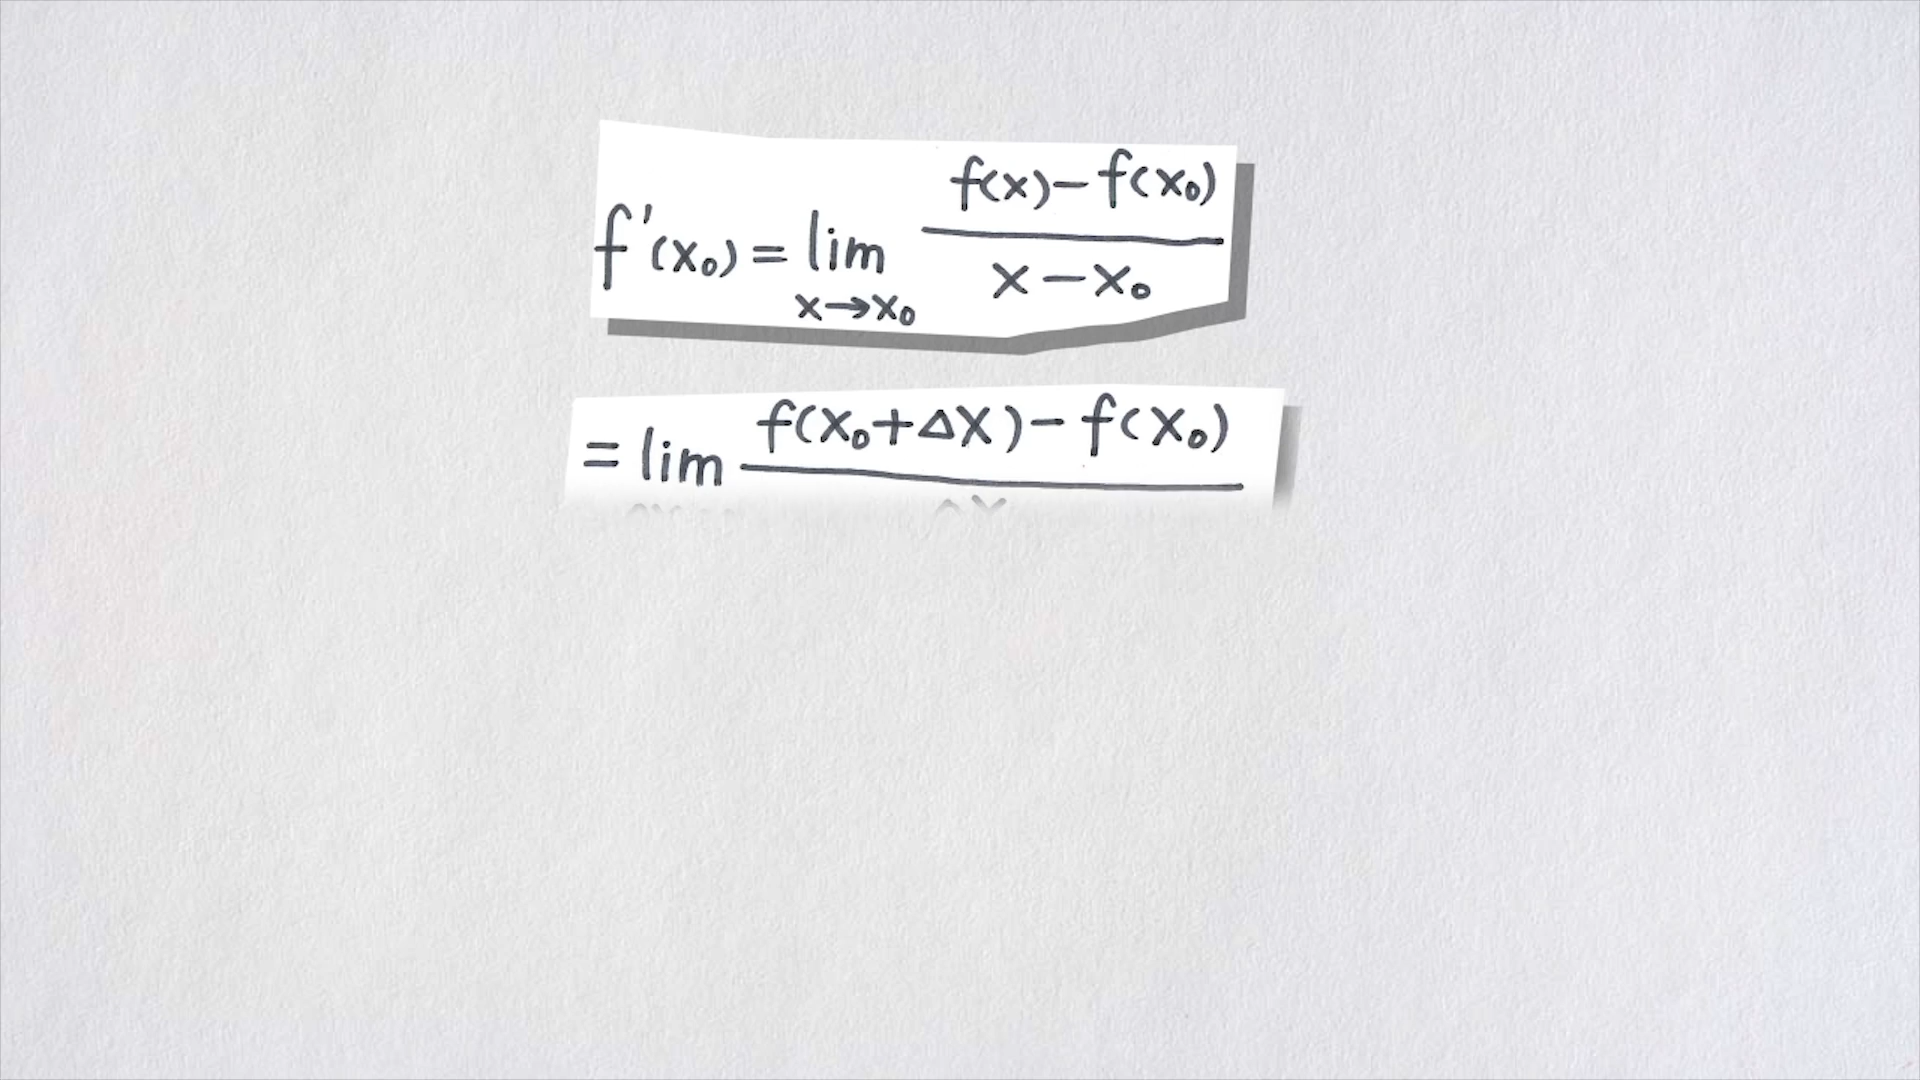 f'(x₀) = lim x→x₀ f(x)−f(x₀) / x−x₀
= lim f(x₀+Δx)−f(x₀)